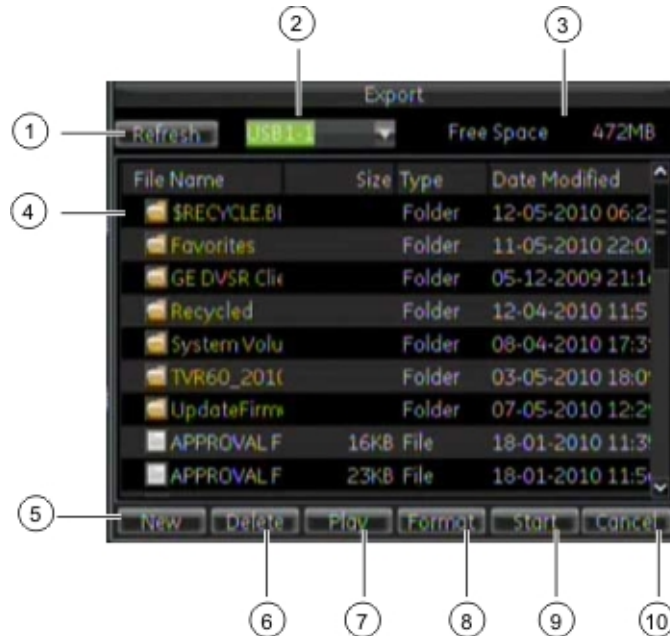 2
3
Export
1
Refresh USB1-1 Free Space 472MB
File Name Size Type Date Modified
4
$RECYCLE.BI Folder 12-05-2010 06:2
Favorites Folder 11-05-2010 22:0
GE DVSR Clie Folder 05-12-2009 21:1
Recycled Folder 12-04-2010 11:5
System Volu Folder 08-04-2010 17:3
TVR60_201 Folder 03-05-2010 18:0
UpdateFirm Folder 07-05-2010 12:2
APPROVAL F 16KB File 18-01-2010 11:3
APPROVAL F 23KB File 18-01-2010 11:5
5
New Delete Play Format Start Cancel
6 7 8 9 10